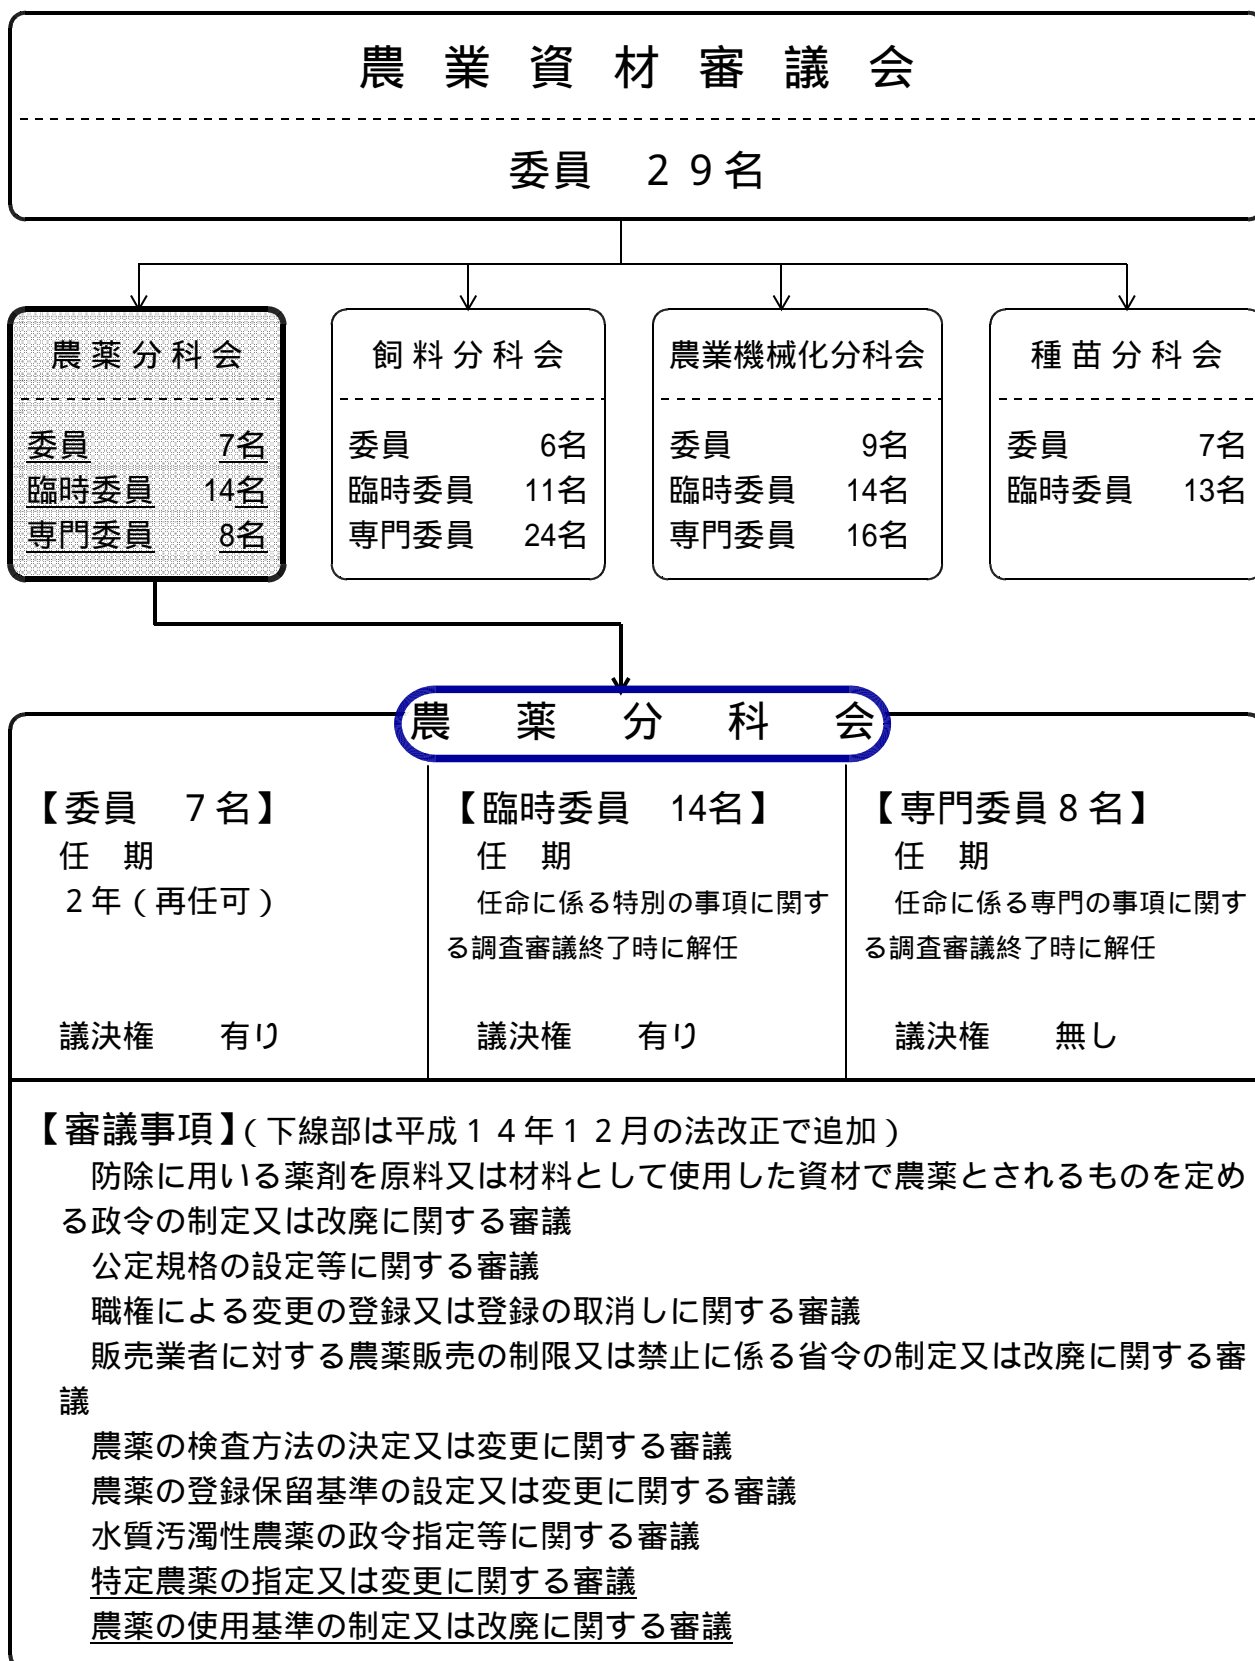 農業資材審議会
委員　２９名
農薬分科会
委員　7名
臨時委員　14名
専門委員　8名
飼料分科会
委員　6名
臨時委員　11名
専門委員　24名
農業機械化分科会
委員　9名
臨時委員　14名
専門委員　16名
種苗分科会
委員　7名
臨時委員　13名
農薬分科会
【委員　７名】
任　期
２年（再任可）
議決権　有り
【臨時委員　14名】
任　期
任命に係る特別の事項に関す
る調査審議終了時に解任
議決権　有り
【専門委員８名】
任　期
任命に係る専門の事項に関す
る調査審議終了時に解任
議決権　無し
【審議事項】（下線部は平成１４年１２月の法改正で追加）
防除に用いる薬剤を原料又は材料として使用した資材で農薬とされるものを定め
る政令の制定又は改廃に関する審議
公定規格の設定等に関する審議
職権による変更の登録又は登録の取消しに関する審議
販売業者に対する農薬販売の制限又は禁止に係る省令の制定又は改廃に関する審
議
農薬の検査方法の決定又は変更に関する審議
農薬の登録保留基準の設定又は変更に関する審議
水質汚濁性農薬の政令指定等に関する審議
特定農薬の指定又は変更に関する審議
農薬の使用基準の制定又は改廃に関する審議